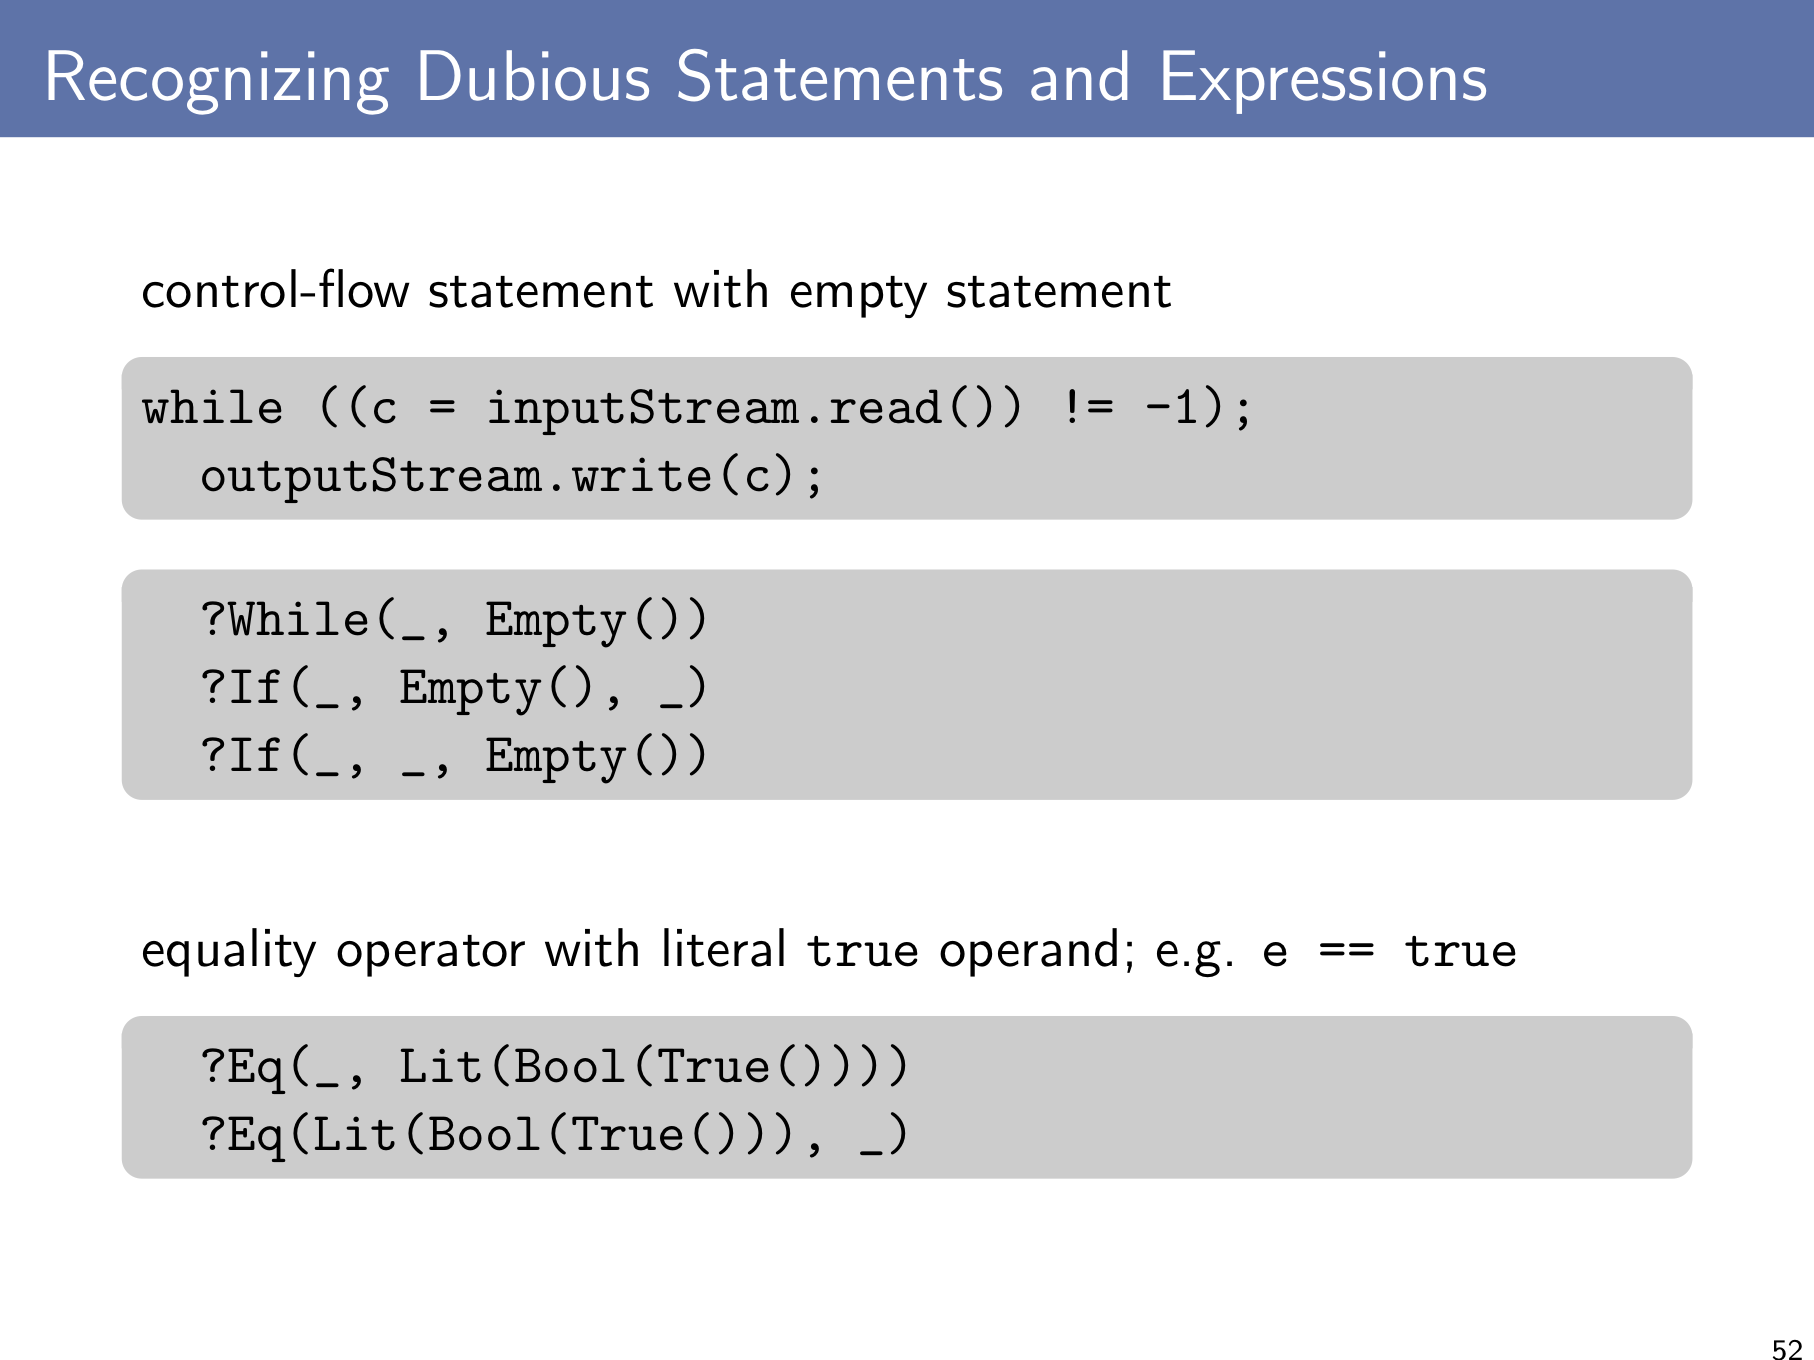 Recognizing Dubious Statements and Expressions
control-flow statement with empty statement
while ((c = inputStream.read()) != -1);
  outputStream.write(c);
?While(_, Empty())
?If(_, Empty(), _)
?If(_, _, Empty())
equality operator with literal true operand; e.g. e == true
?Eq(_, Lit(Bool(True())))
?Eq(Lit(Bool(True())), _)
52